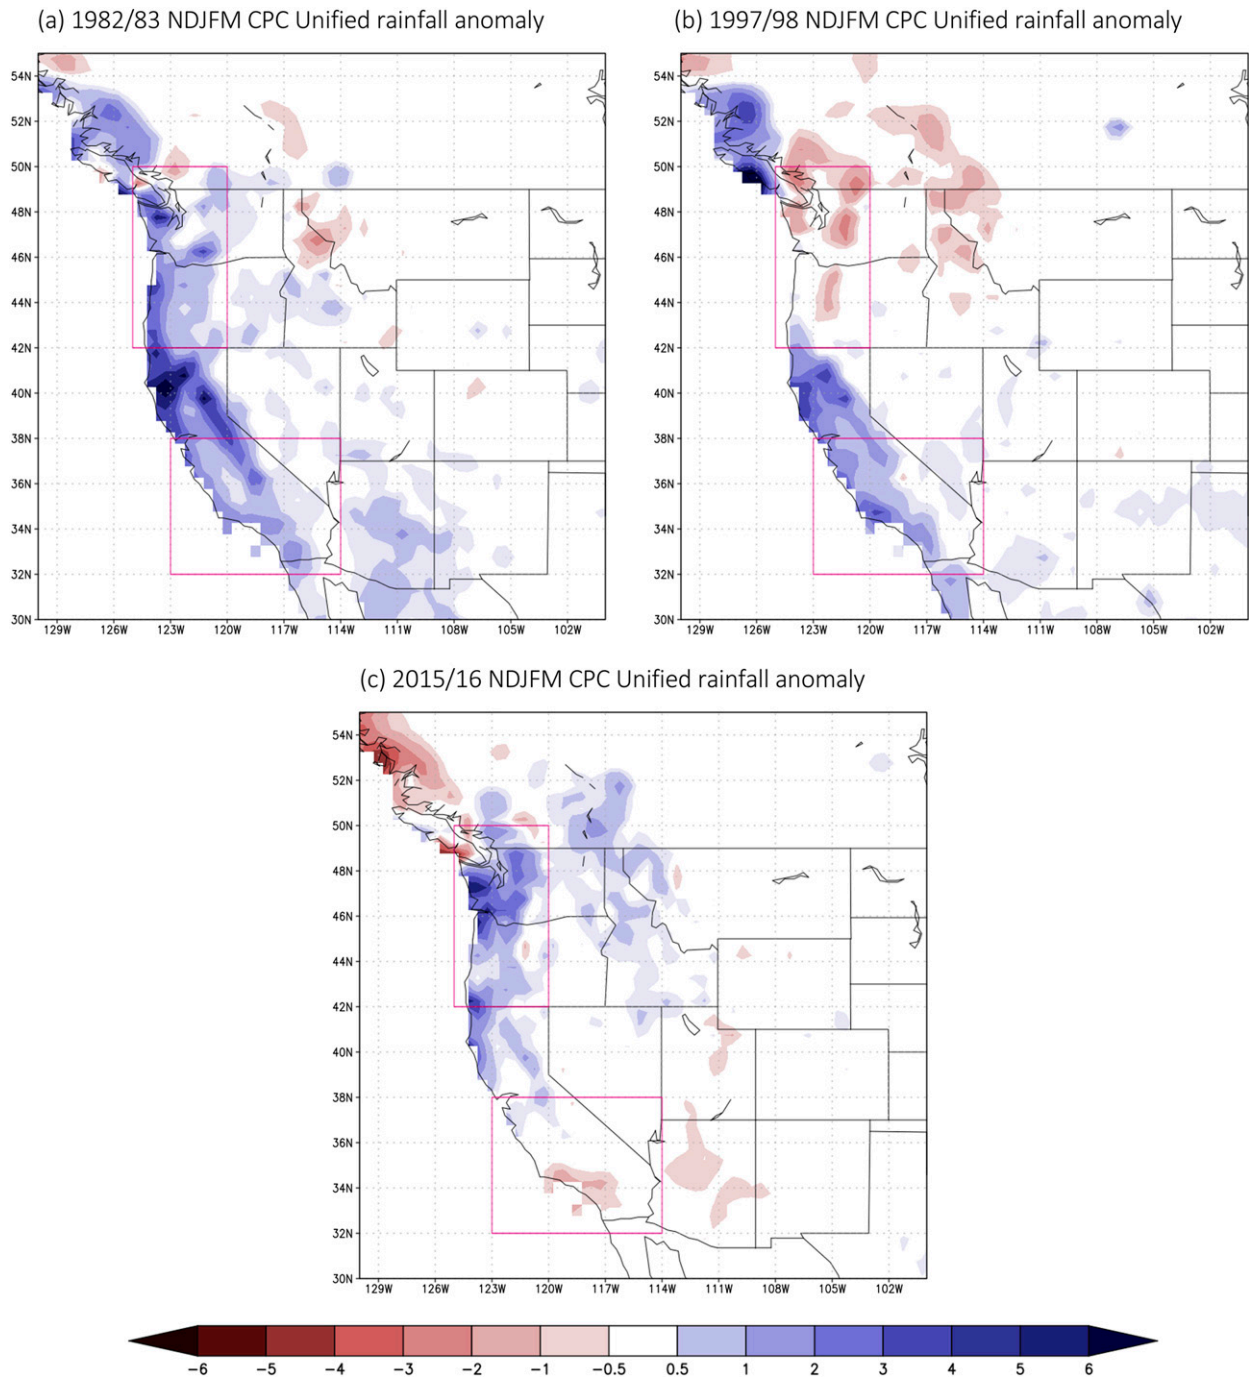 (a) 1982/83 NDJFM CPC Unified rainfall anomaly
(b) 1997/98 NDJFM CPC Unified rainfall anomaly
54N
52N
50N
48N
46N
44N
42N
40N
38N
36N
34N
32N
30N
129W 126W 123W 120W 117W 114W 111W 108W 105W 102W
54N
52N
50N
48N
46N
44N
42N
40N
38N
36N
34N
32N
30N
129W 126W 123W 120W 117W 114W 111W 108W 105W 102W
(c) 2015/16 NDJFM CPC Unified rainfall anomaly
54N
52N
50N
48N
46N
44N
42N
40N
38N
36N
34N
32N
30N
129W 126W 123W 120W 117W 114W 111W 108W 105W 102W
−6 −5 −4 −3 −2 −1 −0.5 0.5 1 2 3 4 5 6